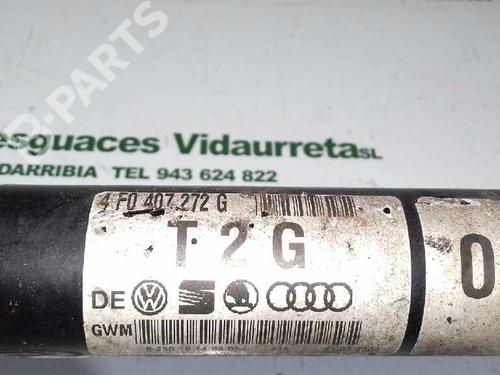 B-PARTS
esguaces Vidaurreta SL
DARRIBIA TEL 943 624 822
4F0 407 272 G
T 2 G
0
DE
GWM